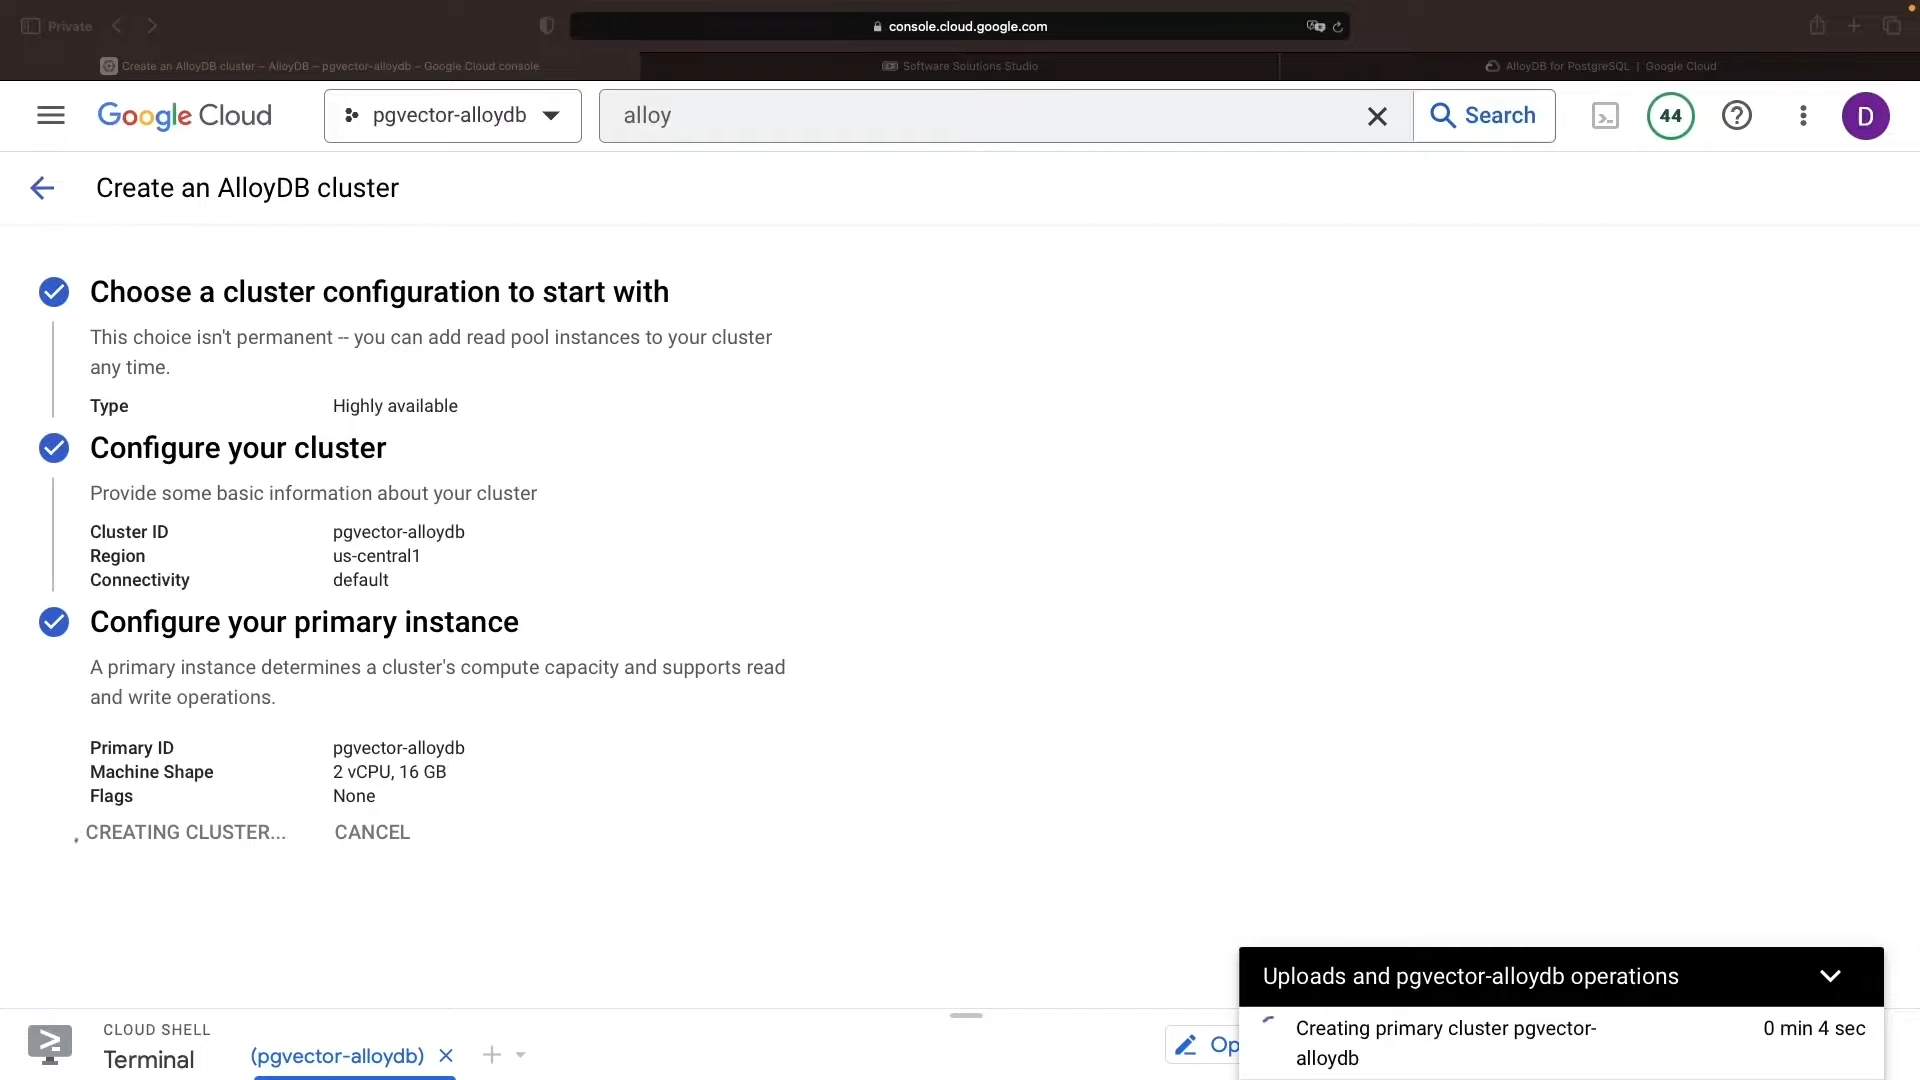 Private
console.cloud.google.com
Create an AlloyDB cluster – AlloyDB – pgvector-alloydb – Google Cloud console
Software Solutions Studio
AlloyDB for PostgreSQL | Google Cloud
Google Cloud
pgvector-alloydb
alloy
Search
44
D
Create an AlloyDB cluster
Choose a cluster configuration to start with
This choice isn't permanent -- you can add read pool instances to your cluster
any time.
Type Highly available
Configure your cluster
Provide some basic information about your cluster
Cluster ID pgvector-alloydb
Region us-central1
Connectivity default
Configure your primary instance
A primary instance determines a cluster's compute capacity and supports read
and write operations.
Primary ID pgvector-alloydb
Machine Shape 2 vCPU, 16 GB
Flags None
CREATING CLUSTER... CANCEL
Uploads and pgvector-alloydb operations
Creating primary cluster pgvector-
alloydb
0 min 4 sec
CLOUD SHELL
Terminal
(pgvector-alloydb)
Op